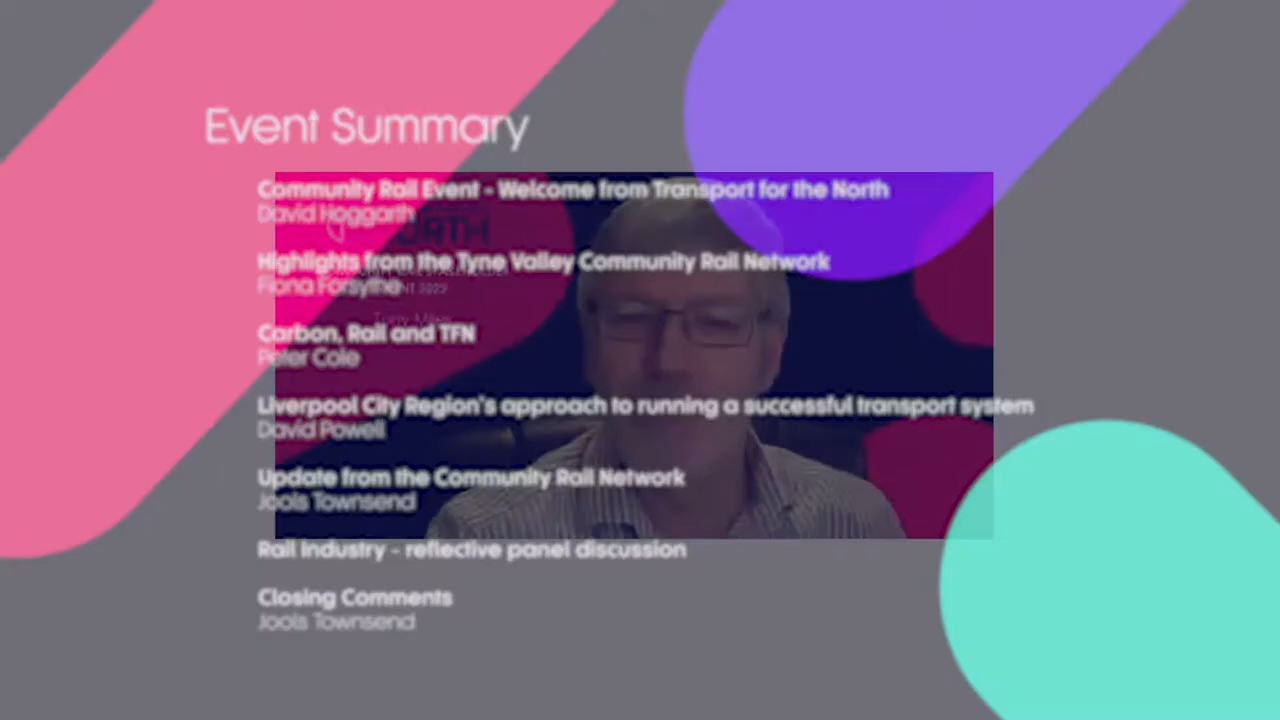 Event Summary
Community Rail Event - Welcome from Transport for the North
David Hoggarth
Highlights from the Tyne Valley Community Rail Network
Fiona Forsythe
Carbon, Rail and TFN
Peter Cole
Liverpool City Region's approach to running a successful transport system
David Powell
Update from the Community Rail Network
Jools Townsend
Rail Industry - reflective panel discussion
Closing Comments
Jools Townsend